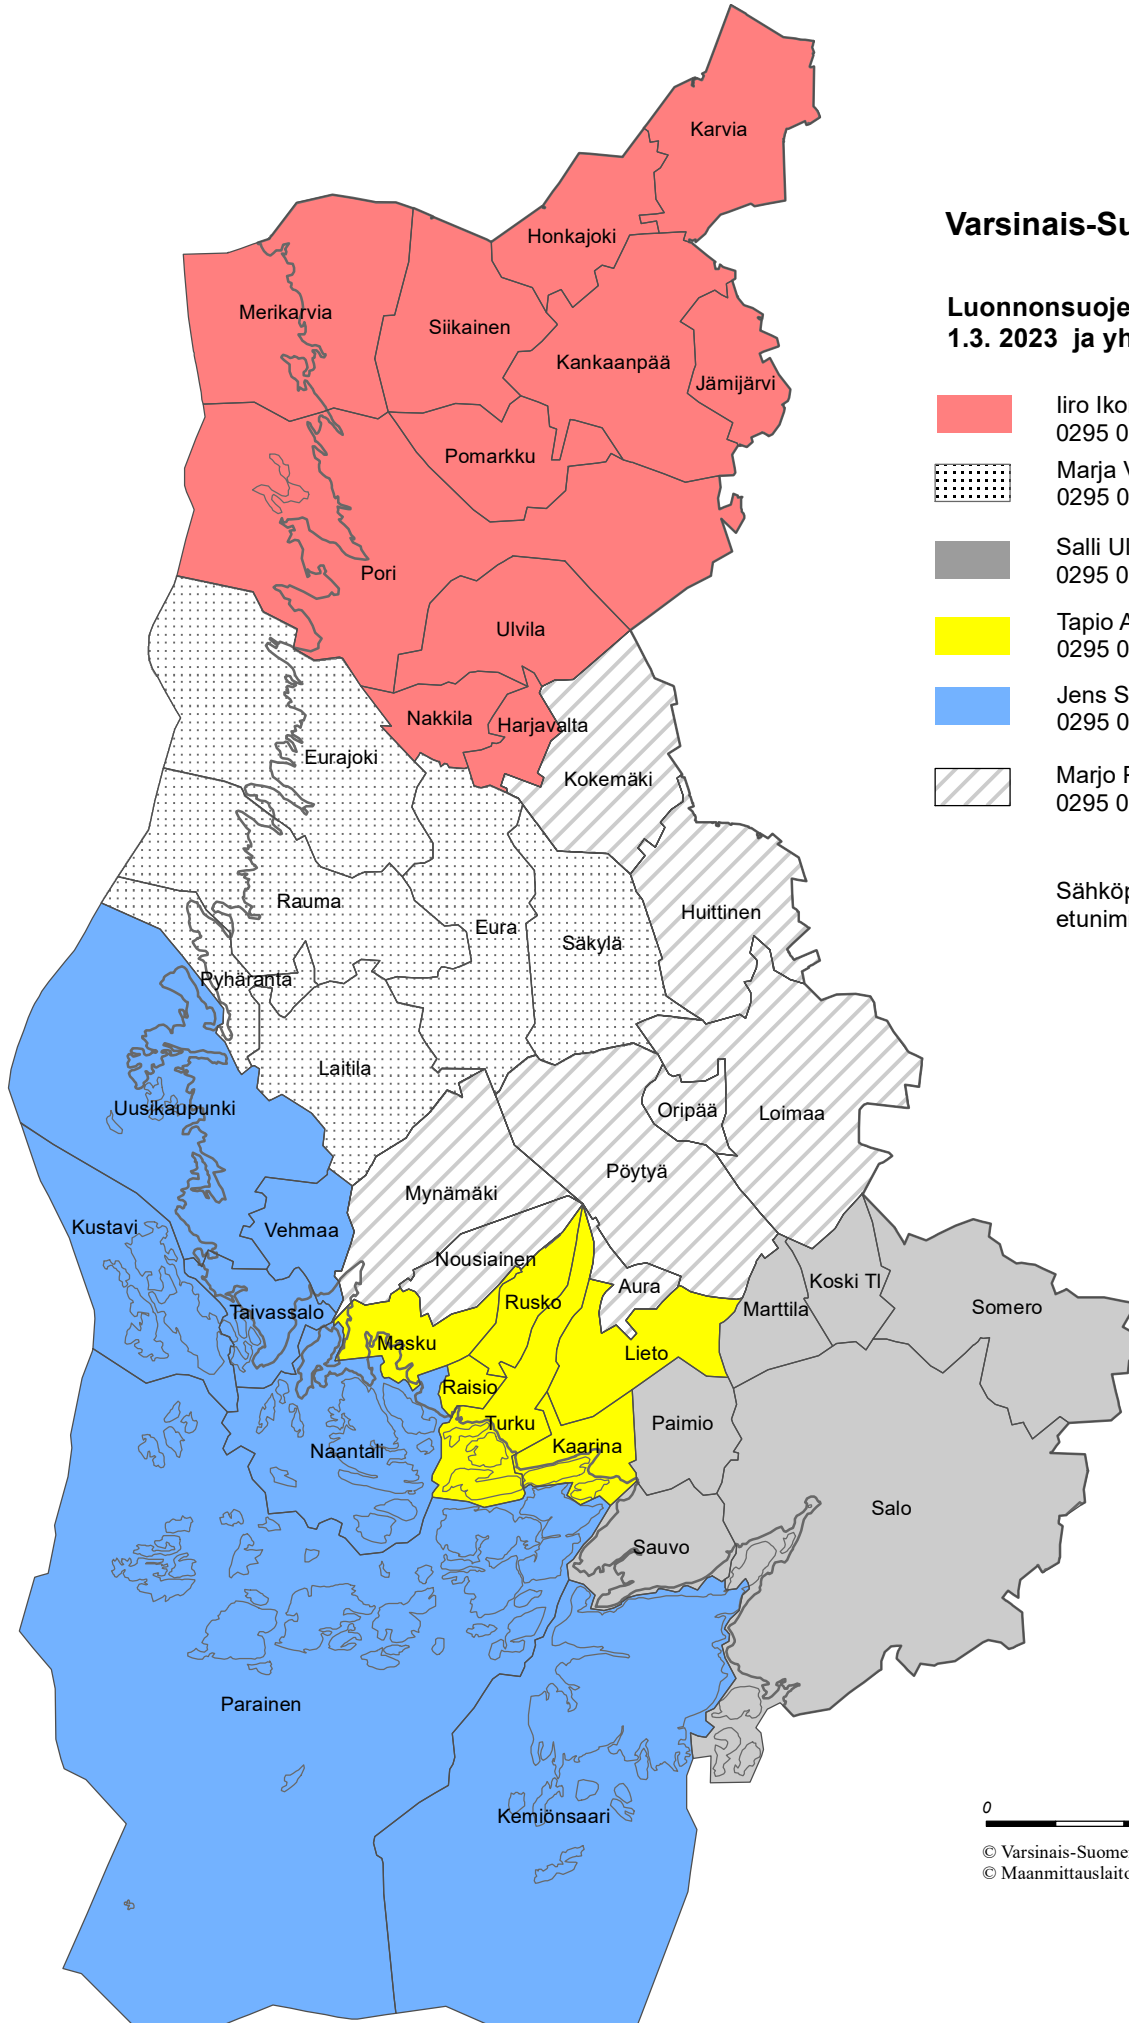 Karvia
Varsinais-Su
Honkajoki
Luonnonsuoje
1.3. 2023 ja yh
Merikarvia
Siikainen
Kankaanpää
Jämijärvi
Iiro Iko
0295 0
Pomarkku
Marja V
0295 0
Salli Ul
0295 0
Pori
Ulvila
Tapio A
0295 0
Nakkila
Harjavalta
Jens S
0295 0
Eurajoki
Kokemäki
Marjo P
0295 0
Rauma
Eura
Säkylä
Huittinen
Sähköp
etunim
Pyhäranta
Laitila
Uusikaupunki
Oripää
Loimaa
Pöytyä
Mynämäki
Kustavi
Vehmaa
Nousiainen
Aura
Koski Tl
Rusko
Taivassalo
Marttila
Somero
Masku
Lieto
Raisio
Turku
Paimio
Naantali
Kaarina
Salo
Sauvo
Parainen
Kemiönsaari
0
© Varsinais-Suome
© Maanmittauslaito